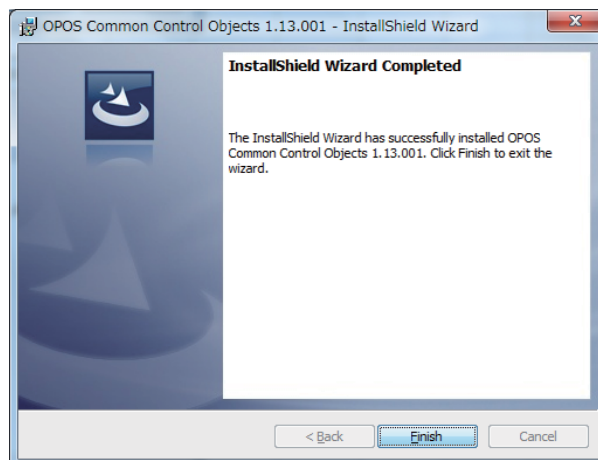 OPOS Common Control Objects 1.13.001 - InstallShield Wizard
InstallShield Wizard Completed
The InstallShield Wizard has successfully installed OPOS
Common Control Objects 1.13.001. Click Finish to exit the
wizard.
< Back
Finish
Cancel